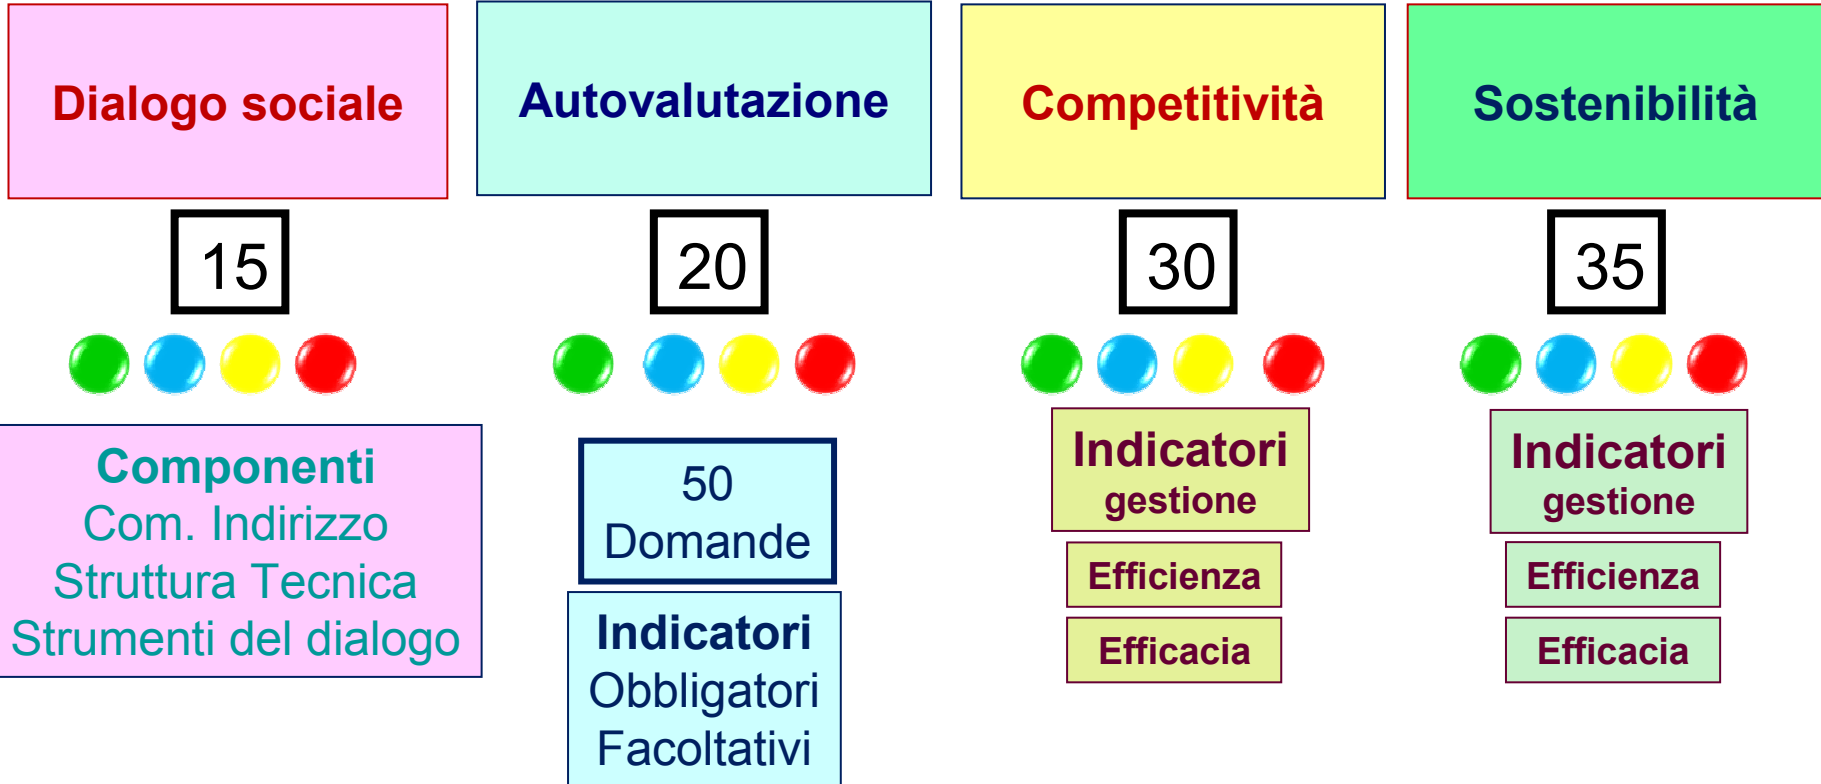 Dialogo sociale
Autovalutazione
Competitività
Sostenibilità
15
20
30
35
Componenti
Com. Indirizzo
Struttura Tecnica
Strumenti del dialogo
50
Domande
Indicatori
Obbligatori
Facoltativi
Indicatori
gestione
Efficienza
Efficacia
Indicatori
gestione
Efficienza
Efficacia